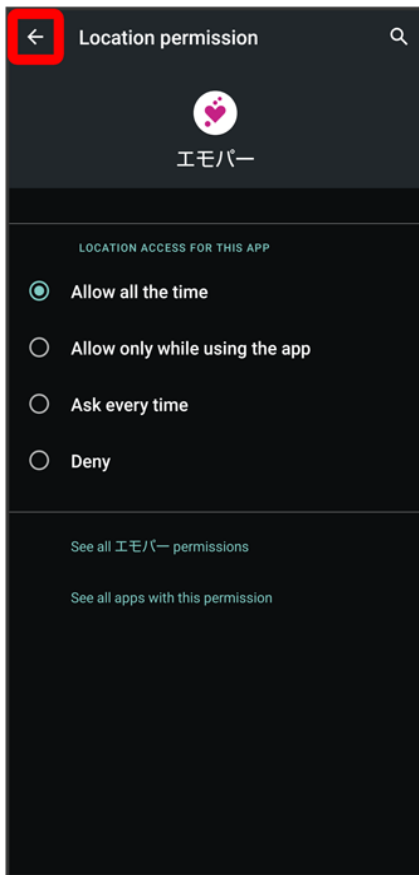 Location permission
エモパー
LOCATION ACCESS FOR THIS APP
Allow all the time
Allow only while using the app
Ask every time
Deny
See all エモパー permissions
See all apps with this permission